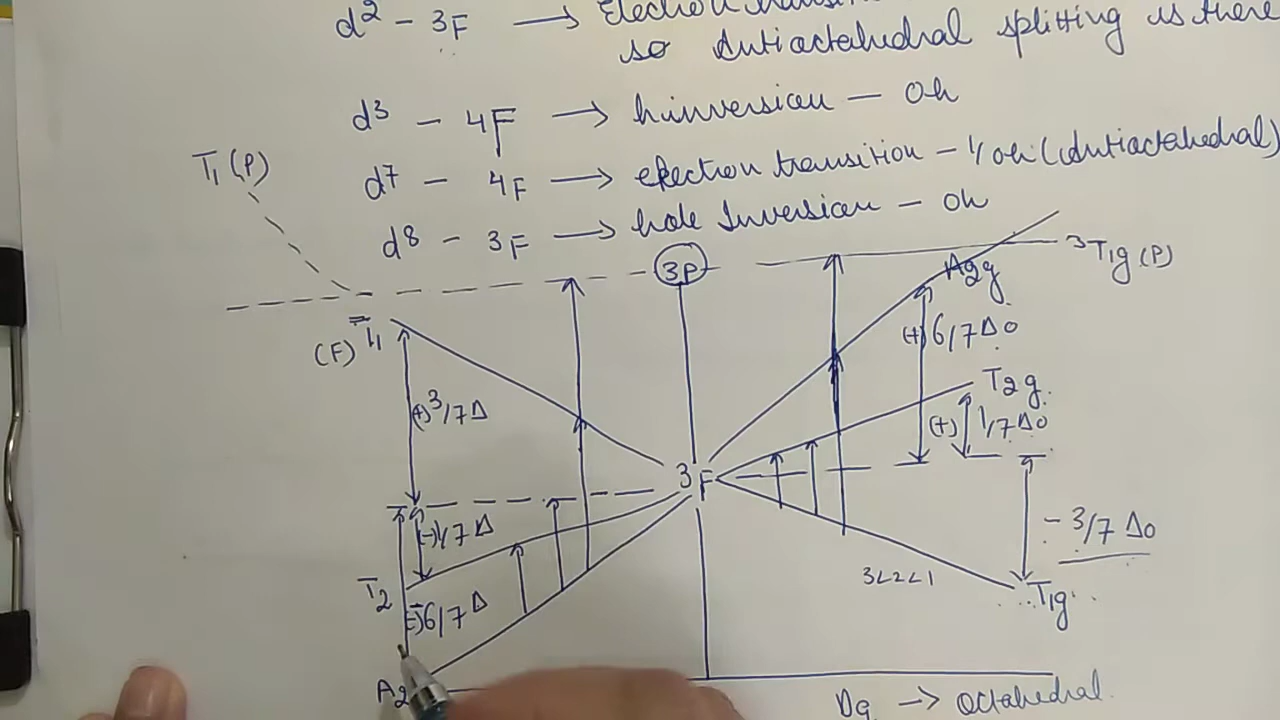 d2 - 3F → Election
so Antioctahedral splitting is there
d3 - 4F → hinversion - Oh
d7 - 4F → election transition - 1/Oh (Antioctahedral)
d8 - 3F → hole Inversion - Oh
T1 (P)
3P
3T1g (P)
A2g
(F) T1
(+) 6/7 Δo
T2g
(+) 3/7 Δ
(+) 1/7 Δo
3F
(-) 1/7 Δ
- 3/7 Δo
3<2<1
T2
T1g
(-) 6/7 Δ
A2
Dq → octahedral